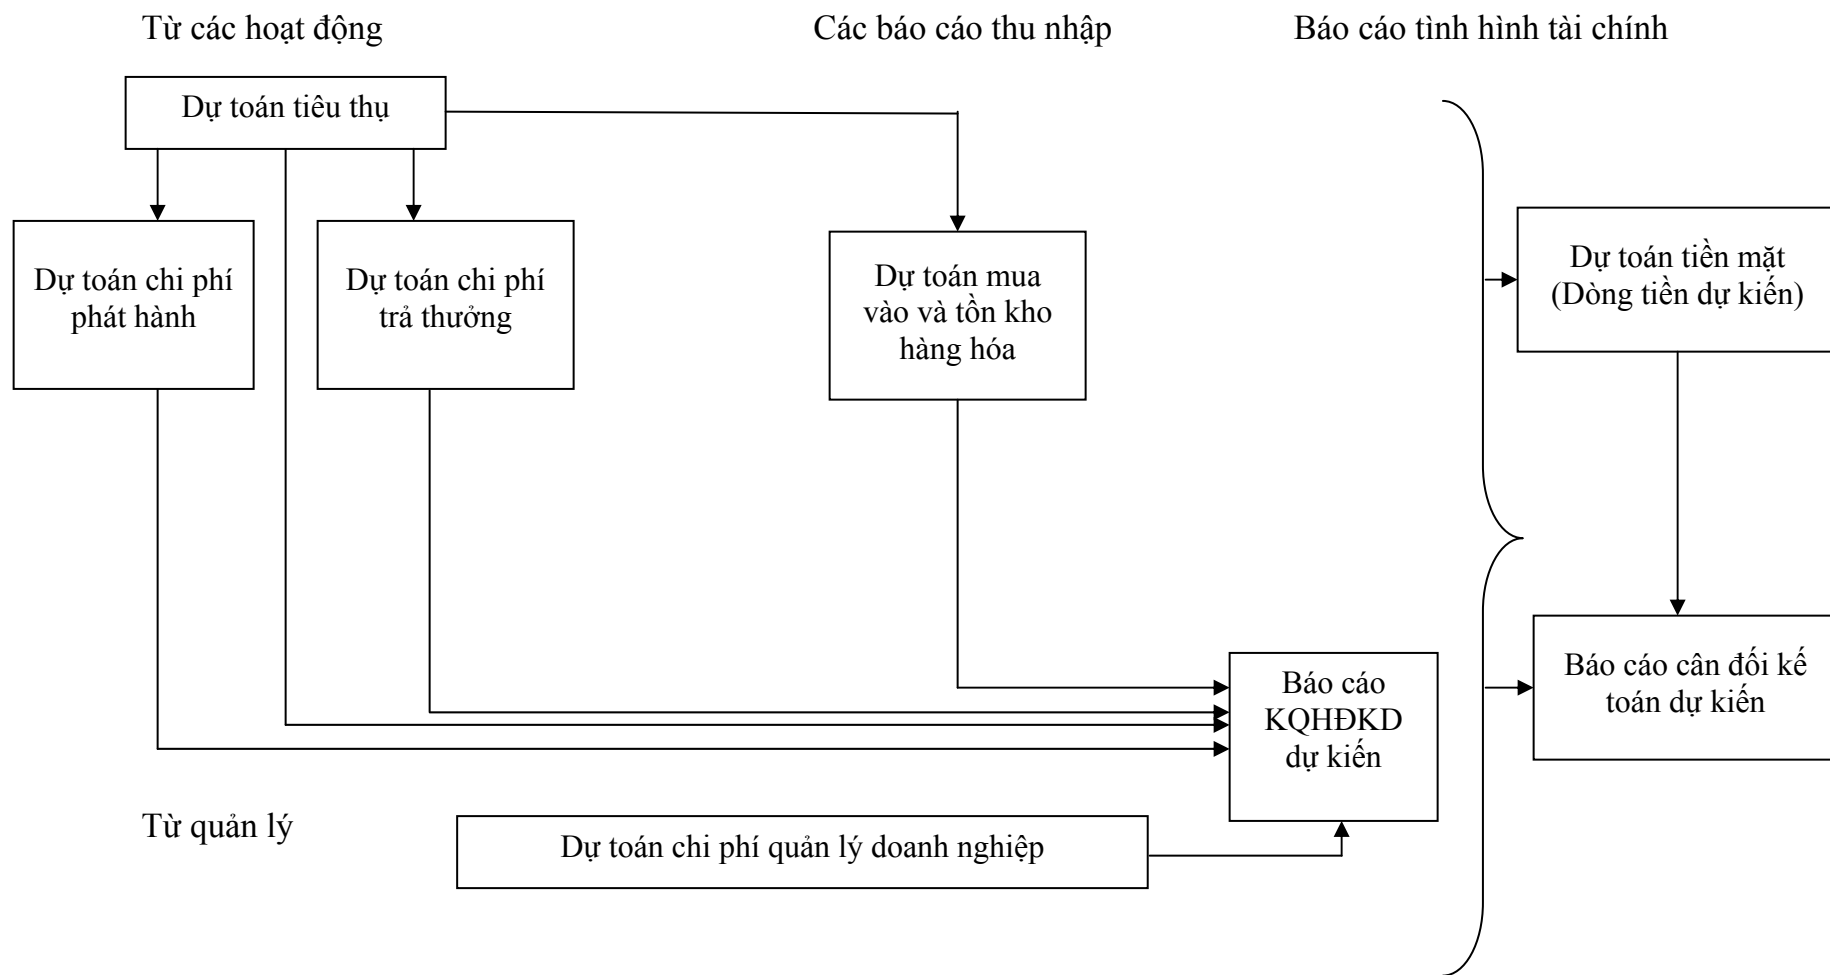 Từ các hoạt động
Các báo cáo thu nhập
Báo cáo tình hình tài chính
Dự toán tiêu thụ
Dự toán chi phí
phát hành
Dự toán chi phí
trả thưởng
Dự toán mua
vào và tồn kho
hàng hóa
Dự toán tiền mặt
(Dòng tiền dự kiến)
Báo cáo
KQHĐKD
dự kiến
Báo cáo cân đối kế
toán dự kiến
Từ quản lý
Dự toán chi phí quản lý doanh nghiệp